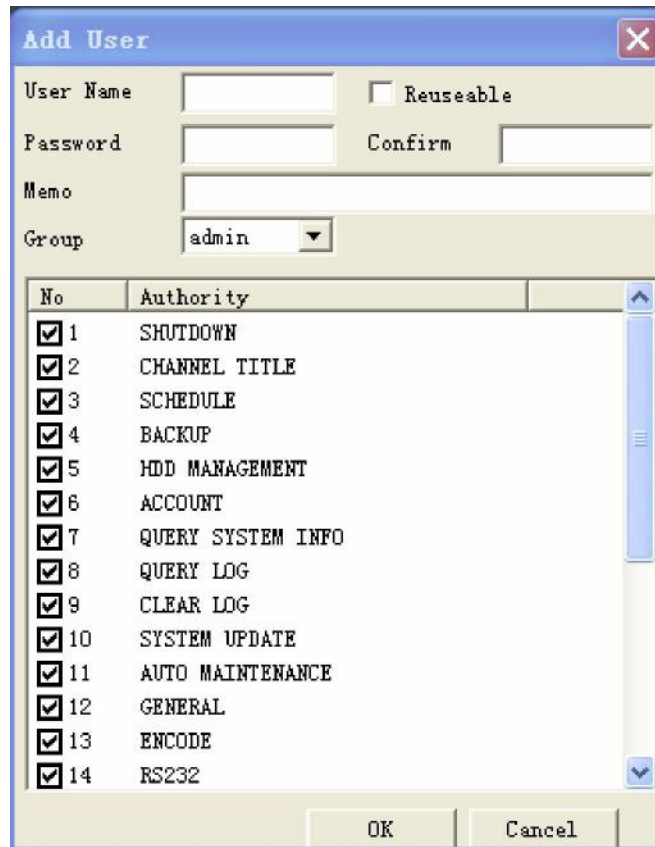 Add User
User Name Reuseable
Password Confirm
Memo
Group admin
No Authority
1 SHUTDOWN
2 CHANNEL TITLE
3 SCHEDULE
4 BACKUP
5 HDD MANAGEMENT
6 ACCOUNT
7 QUERY SYSTEM INFO
8 QUERY LOG
9 CLEAR LOG
10 SYSTEM UPDATE
11 AUTO MAINTENANCE
12 GENERAL
13 ENCODE
14 RS232
OK Cancel